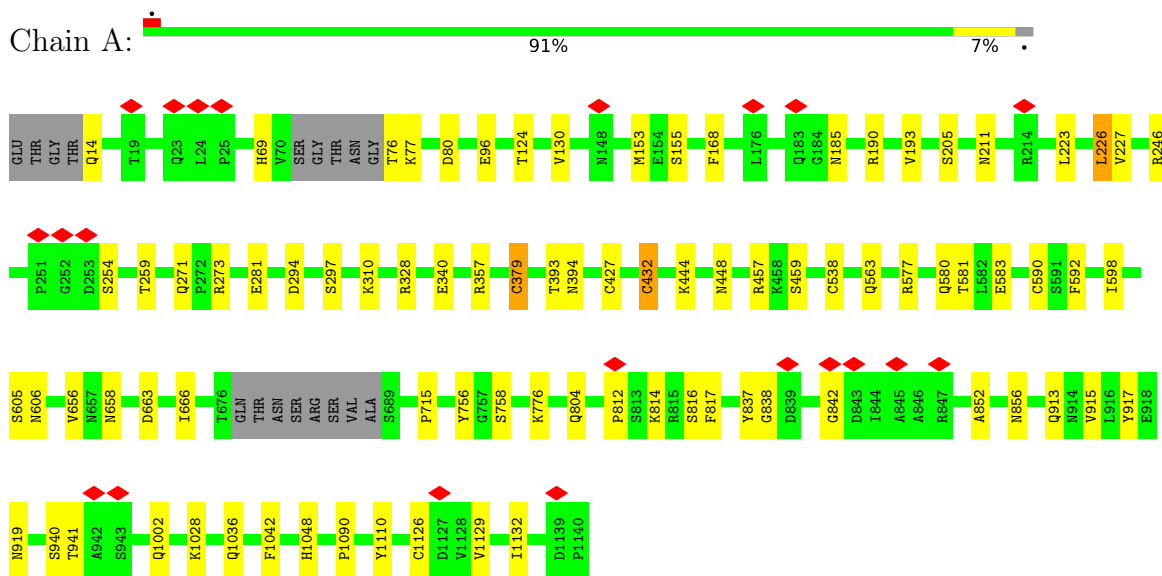 Chain A:
91% 7%
GLU THR GLY THR Q14 T19 Q23 L24 P25 H69 V70 SER GLY THR ASN GLY T76 K77 D80 E96 T124 V130 N148 M153 E154 S155 F168 L176 Q183 G184 N185 R190 V193 S205 N211 R214 L223 L226 V227 R246
P251 G252 D253 S254 T259 Q271 P272 R273 E281 D294 S297 K310 R328 E340 R357 C379 T393 N394 C427 C432 K444 N448 R457 K458 S459 C538 Q563 R577 Q580 T581 L582 E583 C590 S591 F592 I598
S605 N606 V656 N657 N658 D663 I666 T676 GLN THR ASN SER ARG SER VAL ALA S689 P715 Y756 G757 S758 K776 Q804 P812 S813 K814 R815 S816 F817 Y837 G838 D839 G842 D843 I844 A845 A846 R847 A852 N856 Q913 N914 V915 L916 Y917 E918
N919 S940 T941 A942 S943 Q1002 K1028 Q1036 F1042 H1048 P1090 Y1110 C1126 D1127 V1128 V1129 I1132 D1139 P1140